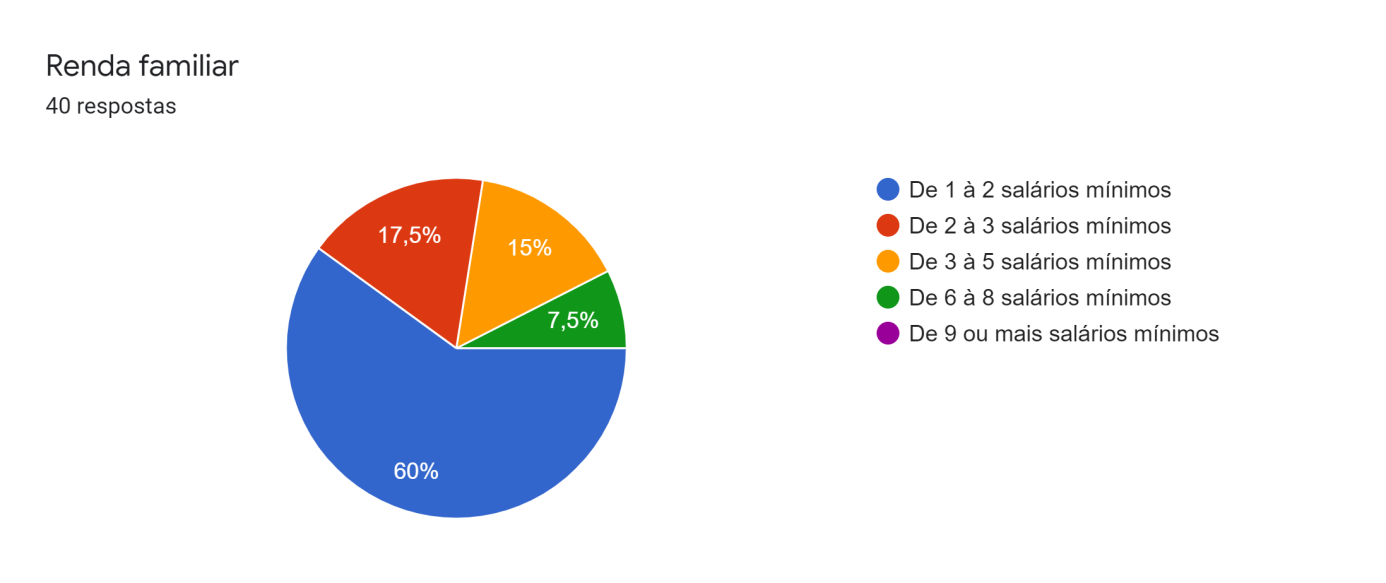 Renda familiar
40 respostas
17,5%
15%
7,5%
60%
De 1 à 2 salários mínimos
De 2 à 3 salários mínimos
De 3 à 5 salários mínimos
De 6 à 8 salários mínimos
De 9 ou mais salários mínimos